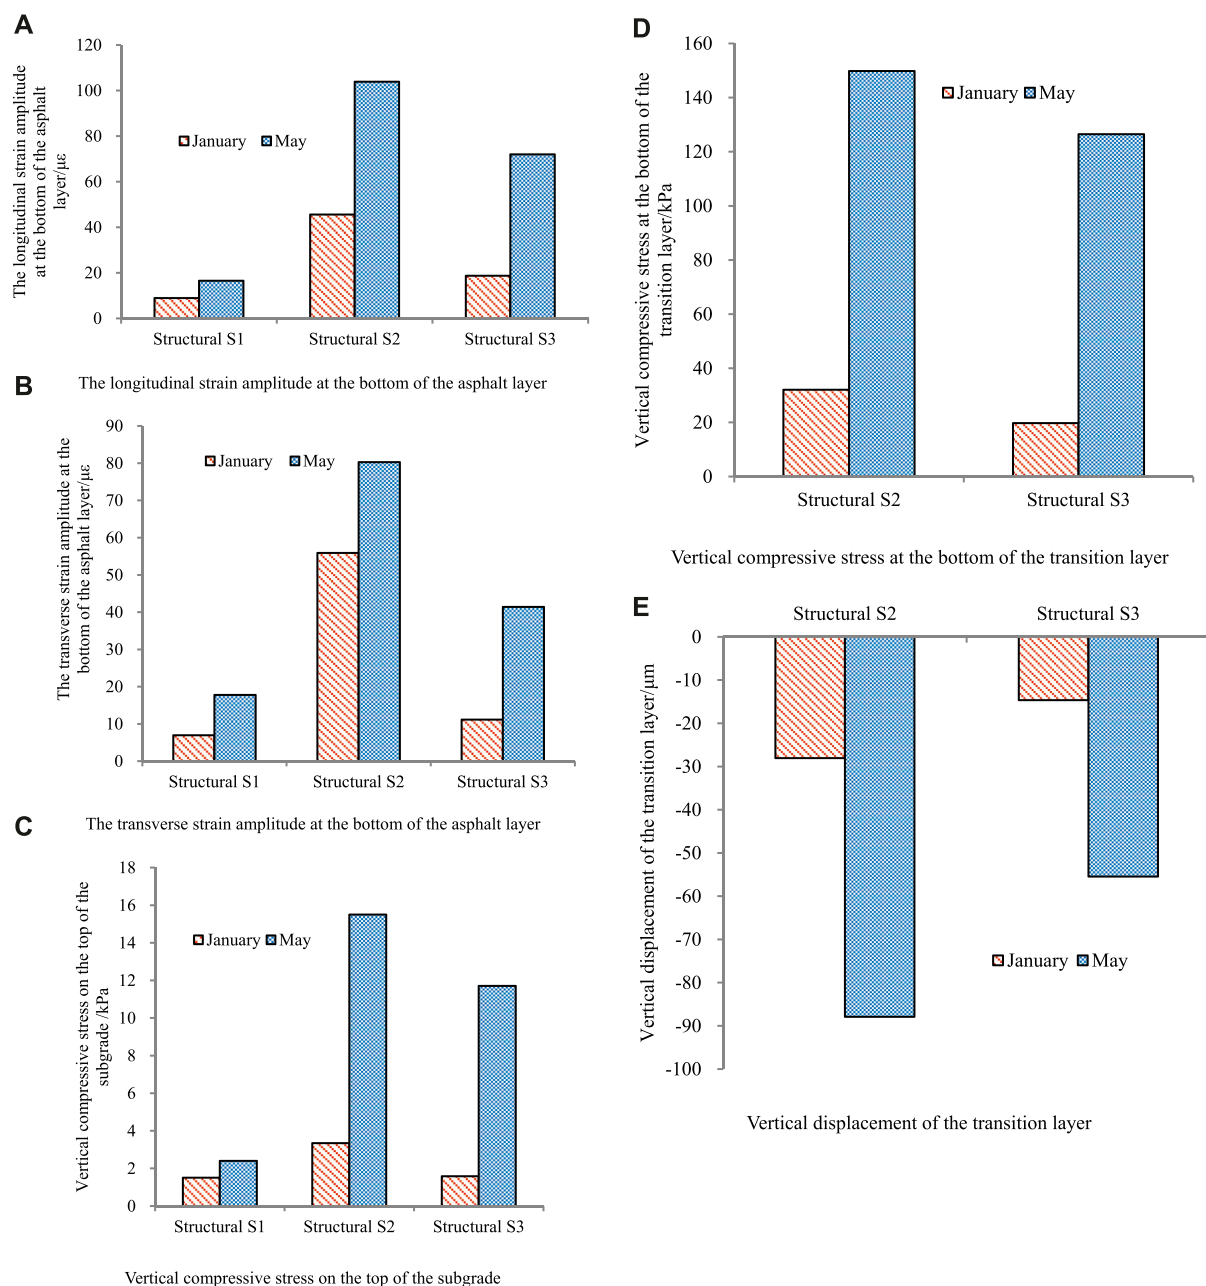 A
The longitudinal strain amplitude
at the bottom of the asphalt
layer/με
120
100
80
60
40
20
0
January May
Structural S1 Structural S2 Structural S3
The longitudinal strain amplitude at the bottom of the asphalt layer
B
The transverse strain amplitude at the
bottom of the asphalt layer/με
90
80
70
60
50
40
30
20
10
0
January May
Structural S1 Structural S2 Structural S3
The transverse strain amplitude at the bottom of the asphalt layer
C
Vertical compressive stress on the top of the
subgrade /kPa
18
16
14
12
10
8
6
4
2
0
January May
Structural S1 Structural S2 Structural S3
Vertical compressive stress on the top of the subgrade
D
Vertical compressive stress at the bottom of the
transition layer/kPa
160
140
120
100
80
60
40
20
0
January May
Structural S2 Structural S3
Vertical compressive stress at the bottom of the transition layer
E
Structural S2 Structural S3
Vertical displacement of the transition layer/μm
0
-10
-20
-30
-40
-50
-60
-70
-80
-90
-100
January May
Vertical displacement of the transition layer